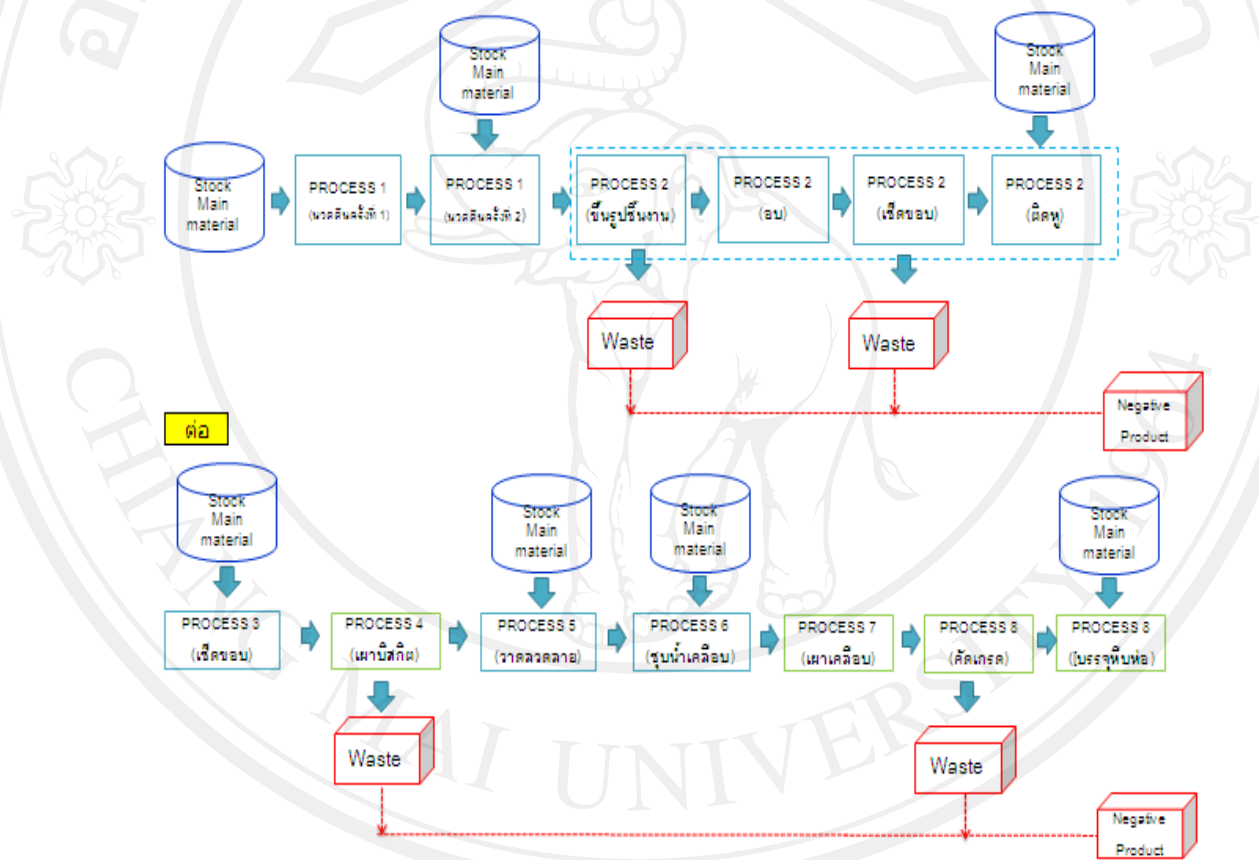 Stock
Main
material
Stock
Main
material
Stock
Main
material
PROCESS 1
(นวดดินครั้งที่ 1)
PROCESS 1
(นวดดินครั้งที่ 2)
PROCESS 2
(ขึ้นรูปชิ้นงาน)
PROCESS 2
(อบ)
PROCESS 2
(เช็ดขอบ)
PROCESS 2
(ติดหู)
Waste
Waste
Negative
Product
ต่อ
Stock
Main
material
Stock
Main
material
Stock
Main
material
Stock
Main
material
PROCESS 3
(เช็ดขอบ)
PROCESS 4
(เผาบิสกิต)
PROCESS 5
(วาดลวดลาย)
PROCESS 6
(ชุบน้ำเคลือบ)
PROCESS 7
(เผาเคลือบ)
PROCESS 8
(คัดเกรด)
PROCESS 8
([บรรจุหีบห่อ)
Waste
Waste
Negative
Product
CHIANG MAI UNIVERSITY 1964